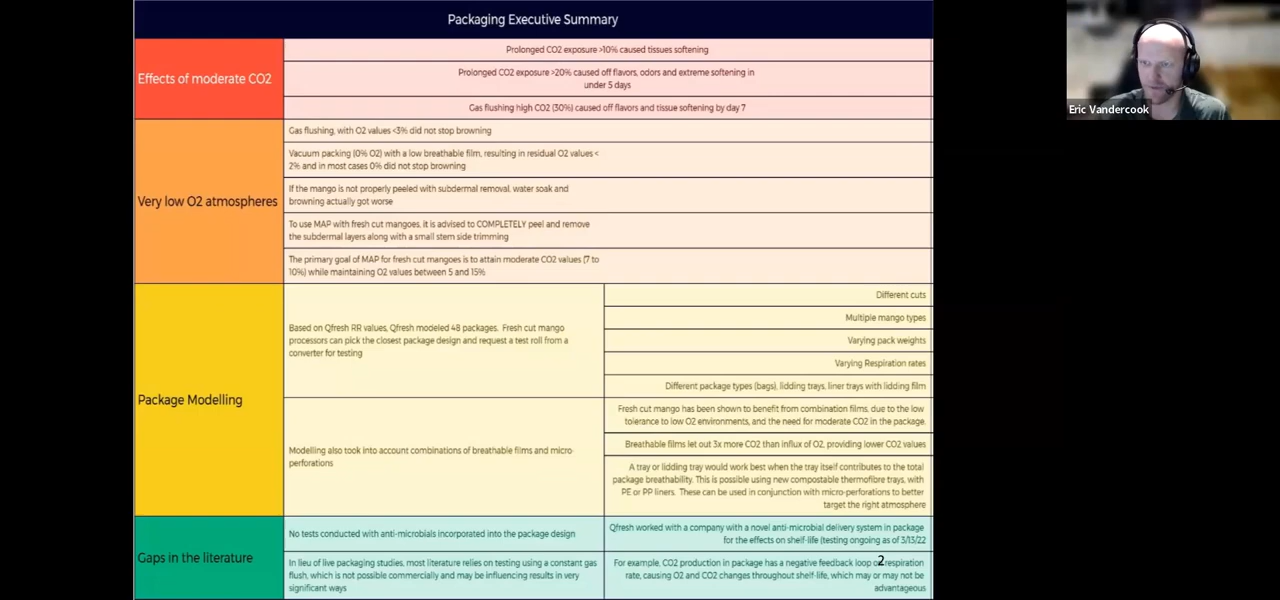 Packaging Executive Summary
Effects of moderate CO2
Prolonged CO2 exposure >10% caused tissues softening
Prolonged CO2 exposure >20% caused off flavors, odors and extreme softening in
under 5 days
Gas flushing high CO2 (30%) caused off flavors and tissue softening by day 7
Very low O2 atmospheres
Gas flushing, with O2 values <3% did not stop browning
Vacuum packing (0% O2) with a low breathable film, resulting in residual O2 values <
2% and in most cases 0% did not stop browning
If the mango is not properly peeled with subdermal removal, water soak and
browning actually got worse
To use MAP with fresh cut mangoes, it is advised to COMPLETELY peel and remove
the subdermal layers along with a small stem side trimming
The primary goal of MAP for fresh cut mangoes is to attain moderate CO2 values (7 to
10%) while maintaining O2 values between 5 and 15%
Package Modelling
Based on Qfresh RR values, Qfresh modeled 48 packages. Fresh cut mango
processors can pick the closest package design and request a test roll from a
converter for testing
Different cuts
Multiple mango types
Varying pack weights
Varying Respiration rates
Different package types (bags), lidding trays, liner trays with lidding film
Modelling also took into account combinations of breathable films and micro-
perforations
Fresh cut mango has been shown to benefit from combination films, due to the low
tolerance to low O2 environments, and the need for moderate CO2 in the package.
Breathable films let out 3x more CO2 than influx of O2, providing lower CO2 values
A tray or lidding tray would work best when the tray itself contributes to the total
package breathability. This is possible using new compostable thermofibre trays, with
PE or PP liners. These can be used in conjunction with micro-perforations to better
target the right atmosphere
Gaps in the literature
No tests conducted with anti-microbials incorporated into the package design
Qfresh worked with a company with a novel anti-microbial delivery system in package
for the effects on shelf-life (testing ongoing as of 3/13/22
In lieu of live packaging studies, most literature relies on testing using a constant gas
flush, which is not possible commercially and may be influencing results in very
significant ways
For example, CO2 production in package has a negative feedback loop respiration
rate, causing O2 and CO2 changes throughout shelf-life, which may or may not be
advantageous
2
Eric Vandercook